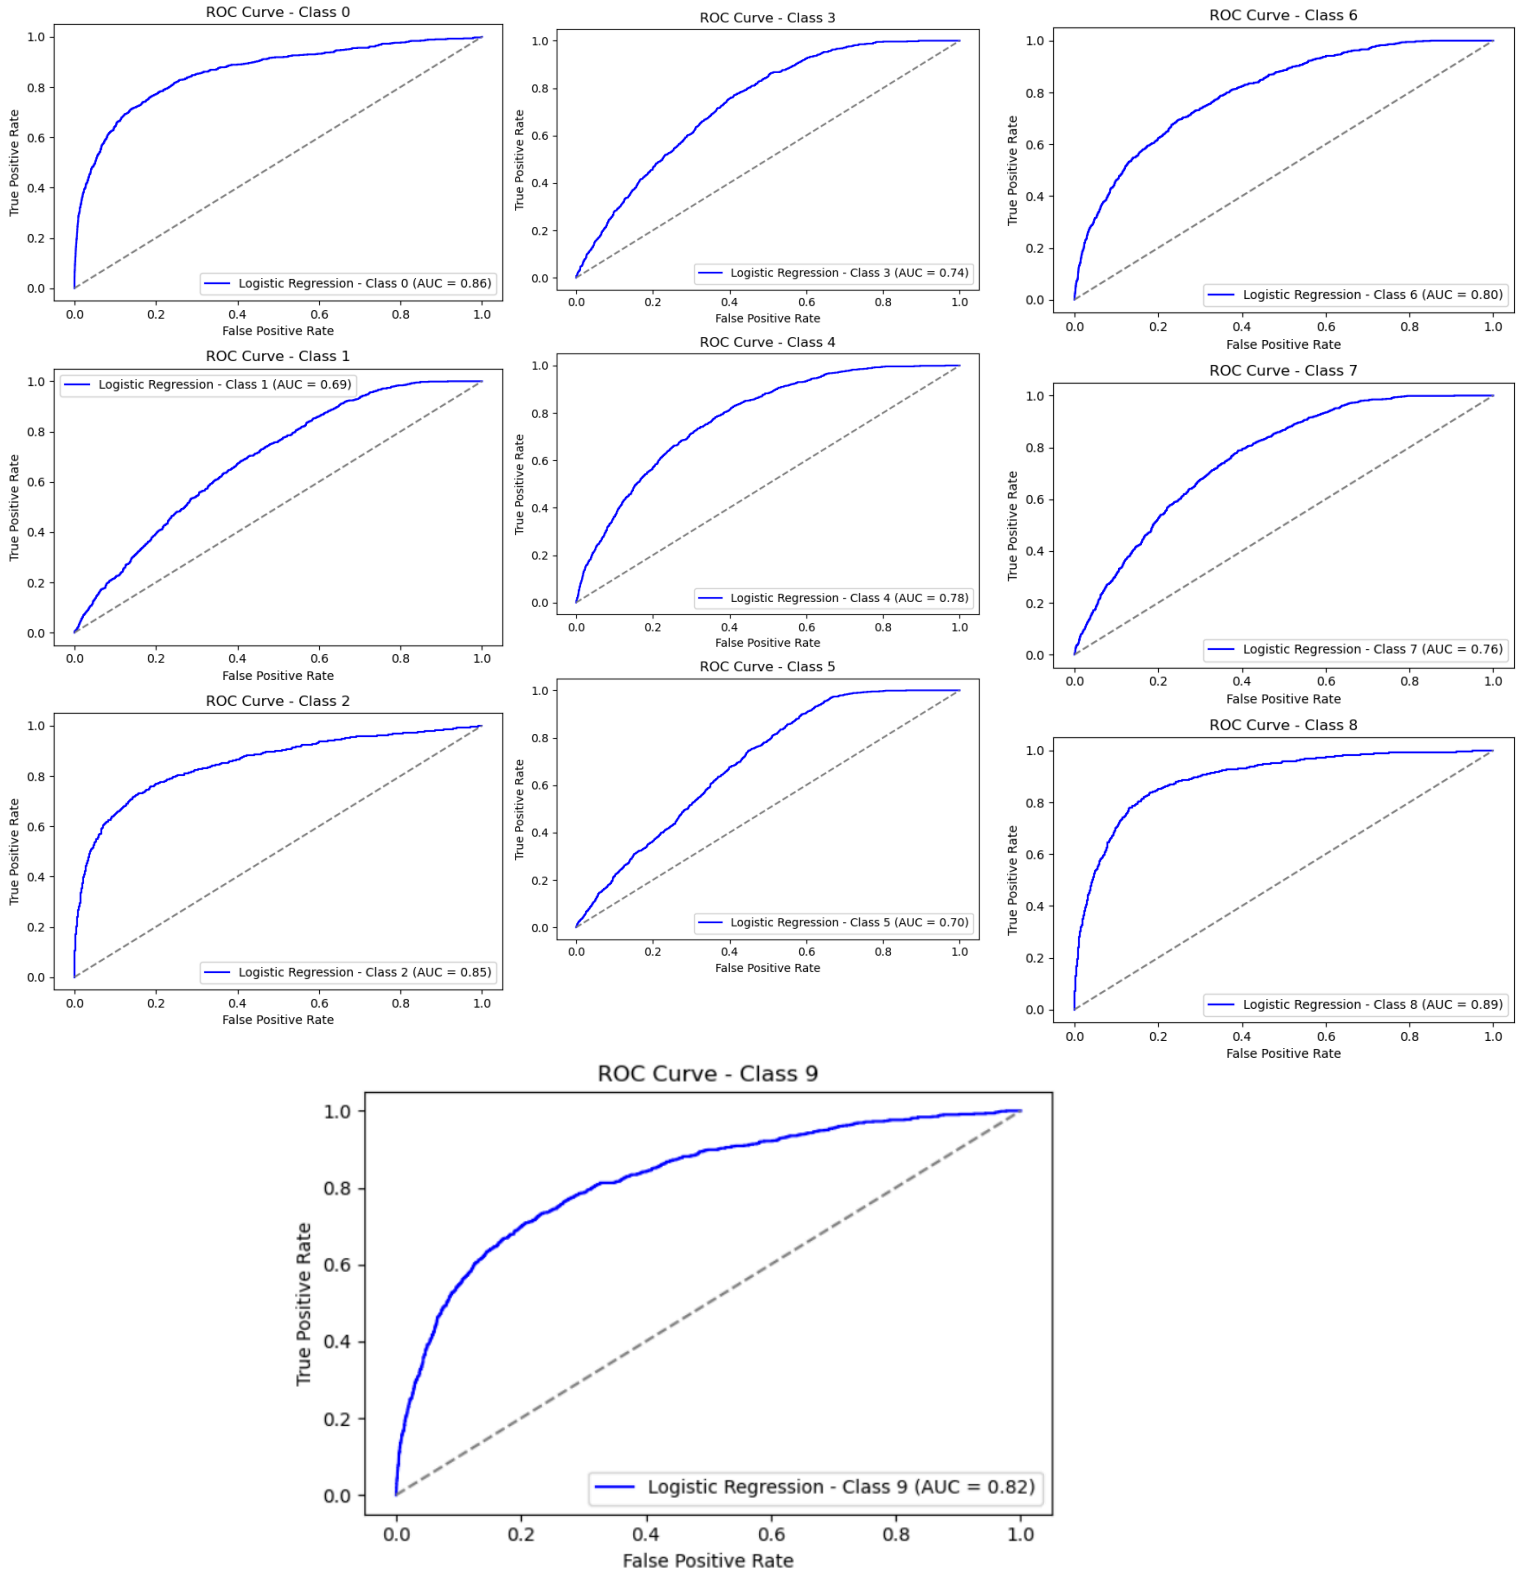 ROC Curve - Class 0
True Positive Rate
1.0
0.8
0.6
0.4
0.2
0.0
Logistic Regression - Class 0 (AUC = 0.86)
0.0 0.2 0.4 0.6 0.8 1.0
False Positive Rate
ROC Curve - Class 1
True Positive Rate
1.0
0.8
0.6
0.4
0.2
0.0
Logistic Regression - Class 1 (AUC = 0.69)
0.0 0.2 0.4 0.6 0.8 1.0
False Positive Rate
ROC Curve - Class 2
True Positive Rate
1.0
0.8
0.6
0.4
0.2
0.0
Logistic Regression - Class 2 (AUC = 0.85)
0.0 0.2 0.4 0.6 0.8 1.0
False Positive Rate
ROC Curve - Class 3
True Positive Rate
1.0
0.8
0.6
0.4
0.2
0.0
Logistic Regression - Class 3 (AUC = 0.74)
0.0 0.2 0.4 0.6 0.8 1.0
False Positive Rate
ROC Curve - Class 4
True Positive Rate
1.0
0.8
0.6
0.4
0.2
0.0
Logistic Regression - Class 4 (AUC = 0.78)
0.0 0.2 0.4 0.6 0.8 1.0
False Positive Rate
ROC Curve - Class 5
True Positive Rate
1.0
0.8
0.6
0.4
0.2
0.0
Logistic Regression - Class 5 (AUC = 0.70)
0.0 0.2 0.4 0.6 0.8 1.0
False Positive Rate
ROC Curve - Class 6
True Positive Rate
1.0
0.8
0.6
0.4
0.2
0.0
Logistic Regression - Class 6 (AUC = 0.80)
0.0 0.2 0.4 0.6 0.8 1.0
False Positive Rate
ROC Curve - Class 7
True Positive Rate
1.0
0.8
0.6
0.4
0.2
0.0
Logistic Regression - Class 7 (AUC = 0.76)
0.0 0.2 0.4 0.6 0.8 1.0
False Positive Rate
ROC Curve - Class 8
True Positive Rate
1.0
0.8
0.6
0.4
0.2
0.0
Logistic Regression - Class 8 (AUC = 0.89)
0.0 0.2 0.4 0.6 0.8 1.0
False Positive Rate
ROC Curve - Class 9
True Positive Rate
1.0
0.8
0.6
0.4
0.2
0.0
Logistic Regression - Class 9 (AUC = 0.82)
0.0 0.2 0.4 0.6 0.8 1.0
False Positive Rate